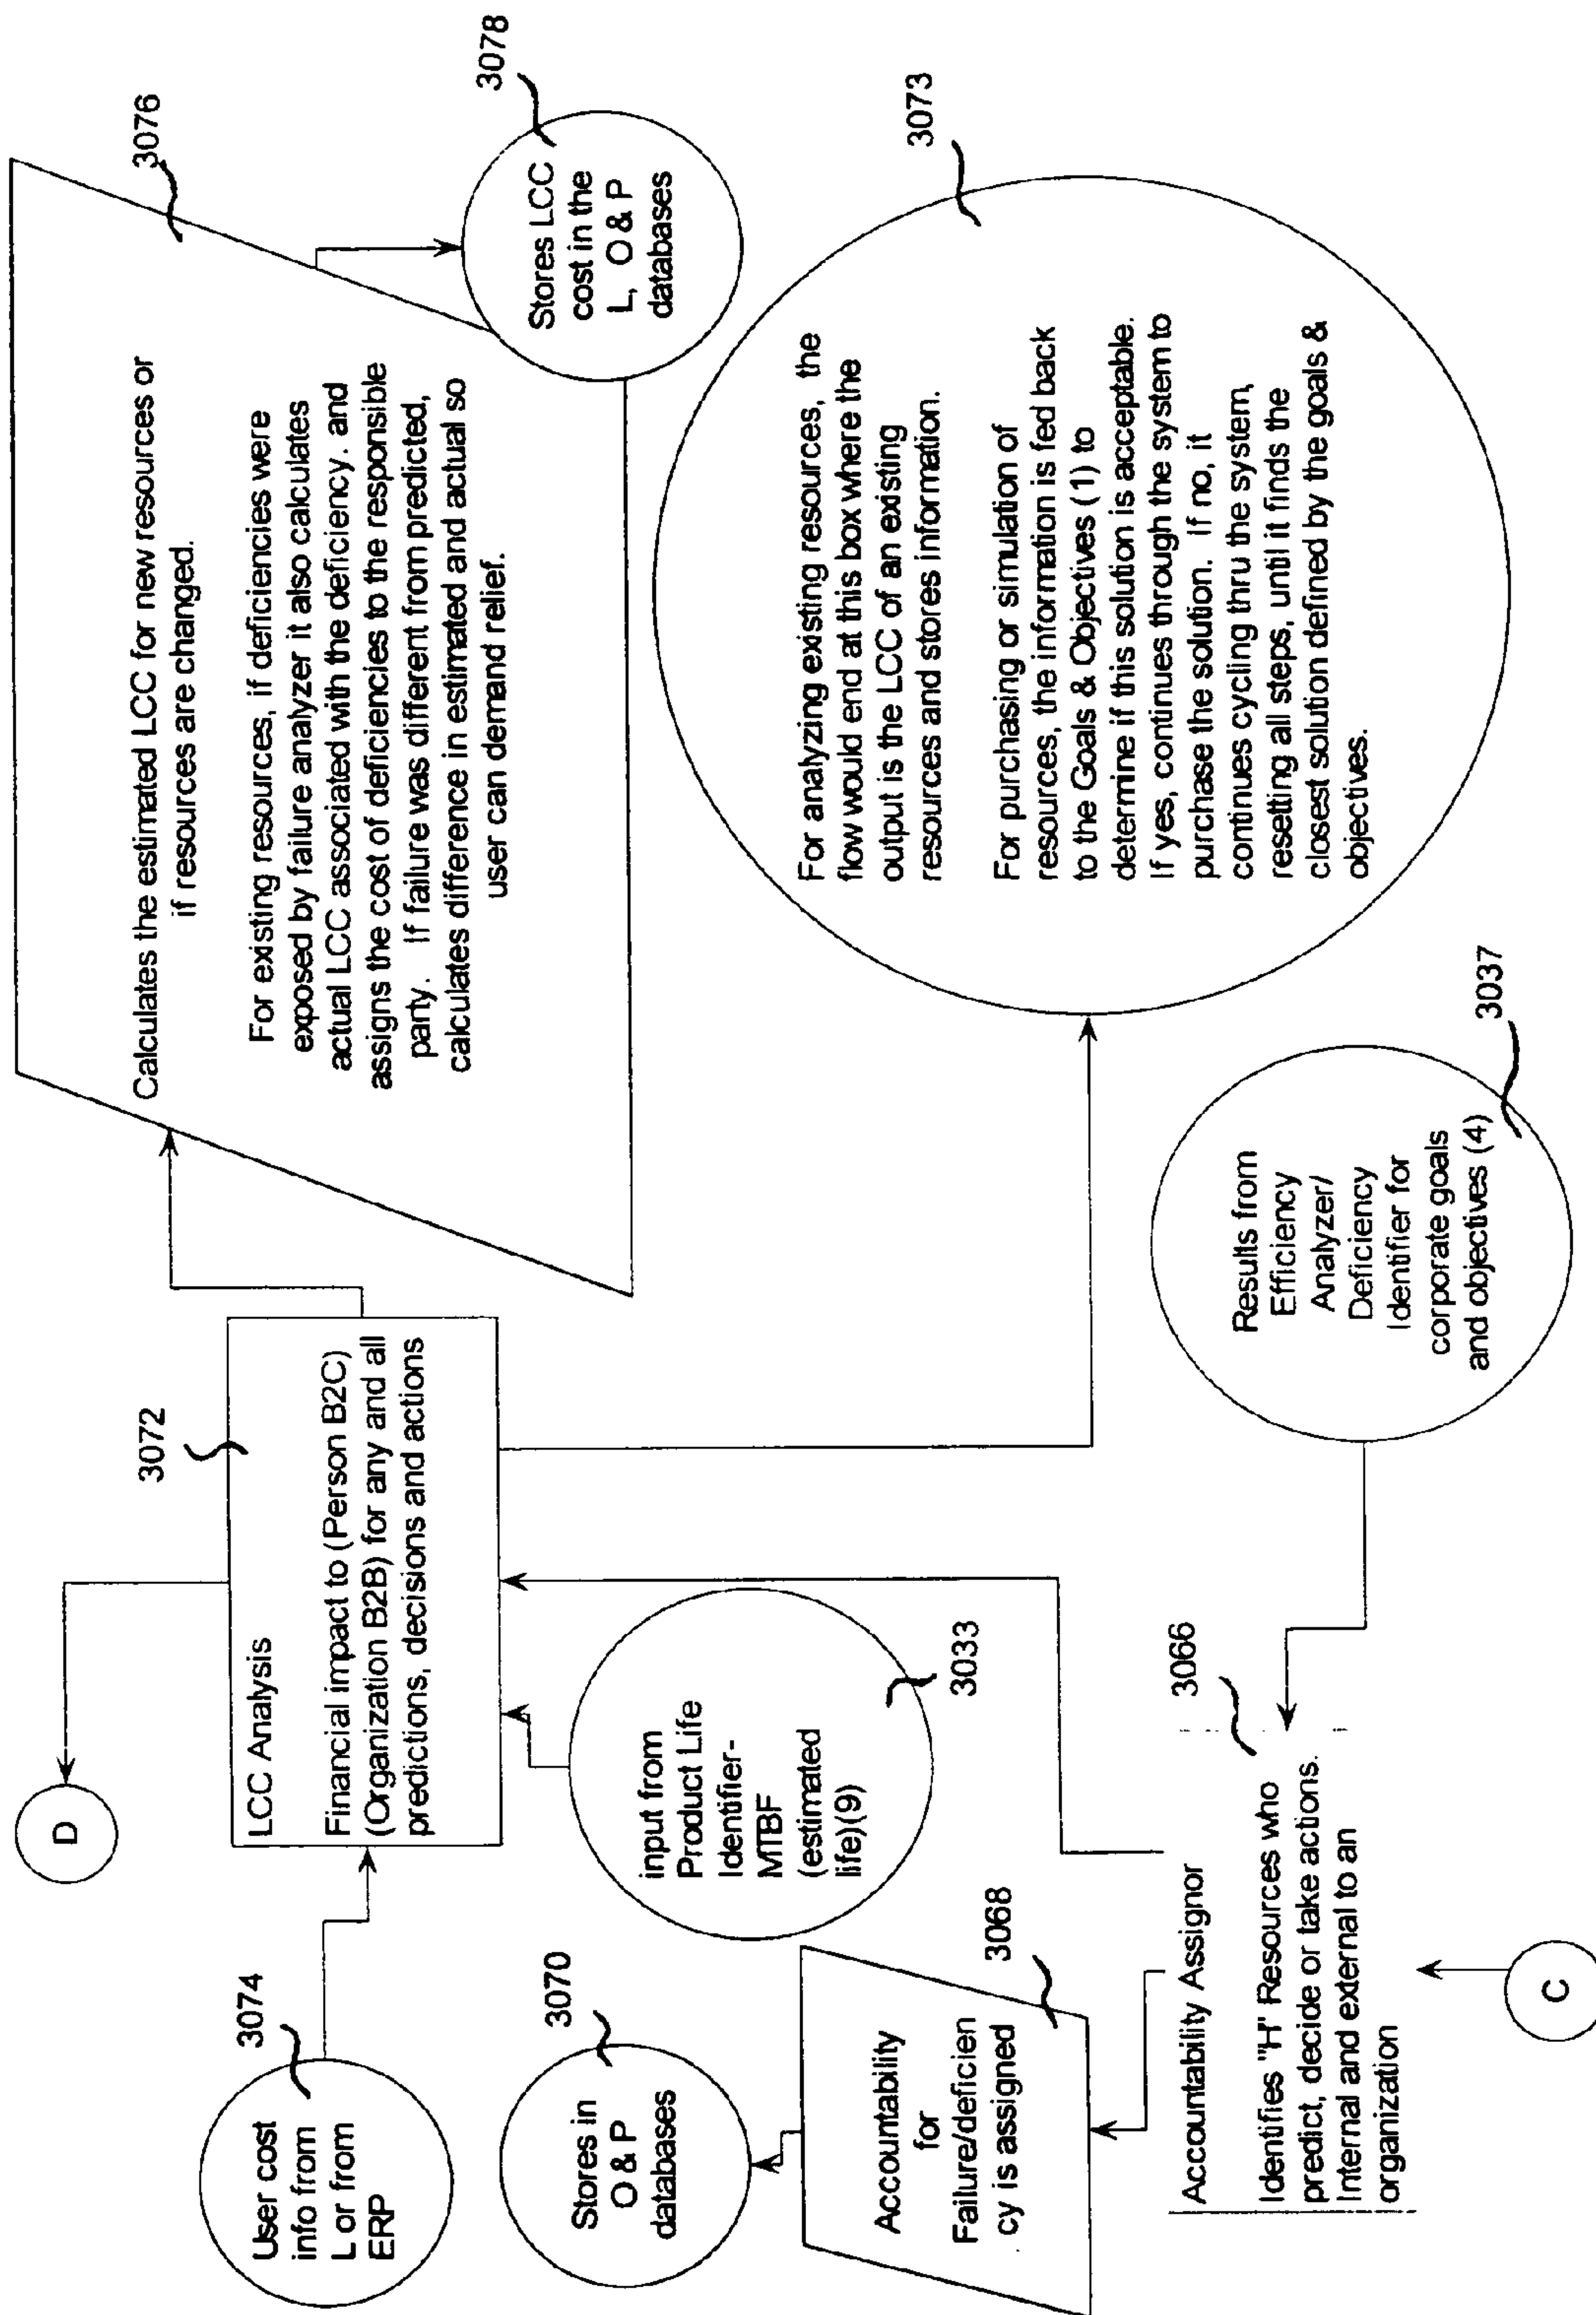 D
3072
LCC Analysis
Financial impact to (Person B2C)
(Organization B2B) for any and all
predictions, decisions and actions
3076
Calculates the estimated LCC for new resources or
if resources are changed.
For existing resources, if deficiencies were
exposed by failure analyzer it also calculates
actual LCC associated with the deficiency. and
assigns the cost of deficiencies to the responsible
party. If failure was different from predicted,
calculates difference in estimated and actual so
user can demand relief.
3078
Stores LCC
cost in the
L, O & P
databases
3074
User cost
info from
L or from
ERP
3070
Stores in
O & P
databases
input from
Product Life
Identifier-
MTBF
(estimated
life)(9)
3033
3073
For analyzing existing resources, the
flow would end at this box where the
output is the LCC of an existing
resources and stores information.
For purchasing or simulation of
resources, the information is fed back
to the Goals & Objectives (1) to
determine if this solution is acceptable.
If yes, continues through the system to
purchase the solution. If no, it
continues cycling thru the system,
resetting all steps, until it finds the
closest solution defined by the goals &
objectives.
3068
Accountability
for
Failure/deficien
cy is assigned
3066
Accountability Assignor
Identifies "H' Resources who
predict, decide or take actions.
Internal and external to an
organization
Results from
Efficiency
Analyzer/
Deficiency
Identifier for
corporate goals
and objectives (4)
3037
C